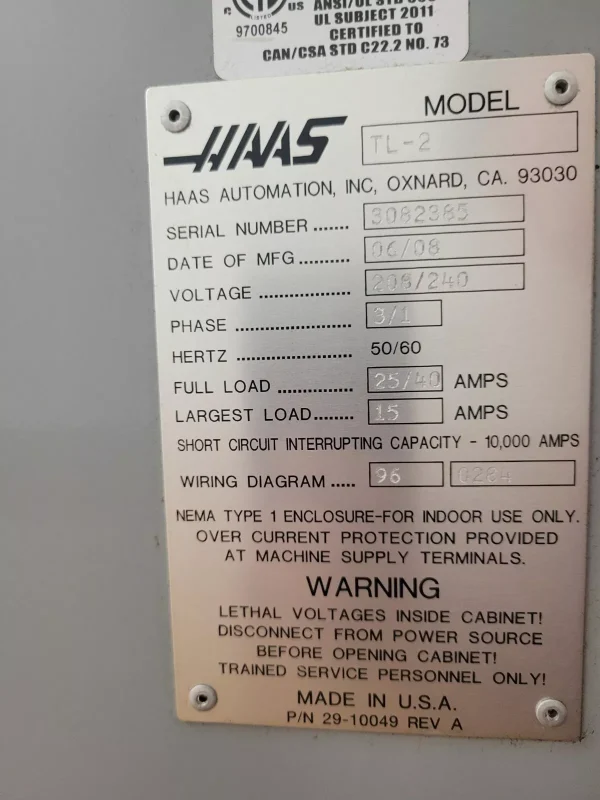 C US ANSI/UL STD
9700845 UL SUBJECT 2011
CERTIFIED TO
CAN/CSA STD C22.2 NO. 73
HAAS MODEL
TL-2
HAAS AUTOMATION, INC, OXNARD, CA. 93030
SERIAL NUMBER ....... 3082385
DATE OF MFG.......... 06/08
VOLTAGE .................. 208/240
PHASE ....................... 3/1
HERTZ ....................... 50/60
FULL LOAD ............... 25/40 AMPS
LARGEST LOAD........ 15 AMPS
SHORT CIRCUIT INTERRUPTING CAPACITY - 10,000 AMPS
WIRING DIAGRAM ..... 96 0284
NEMA TYPE 1 ENCLOSURE-FOR INDOOR USE ONLY.
OVER CURRENT PROTECTION PROVIDED
AT MACHINE SUPPLY TERMINALS.
WARNING
LETHAL VOLTAGES INSIDE CABINET!
DISCONNECT FROM POWER SOURCE
BEFORE OPENING CABINET!
TRAINED SERVICE PERSONNEL ONLY!
MADE IN U.S.A.
P/N 29-10049 REV A